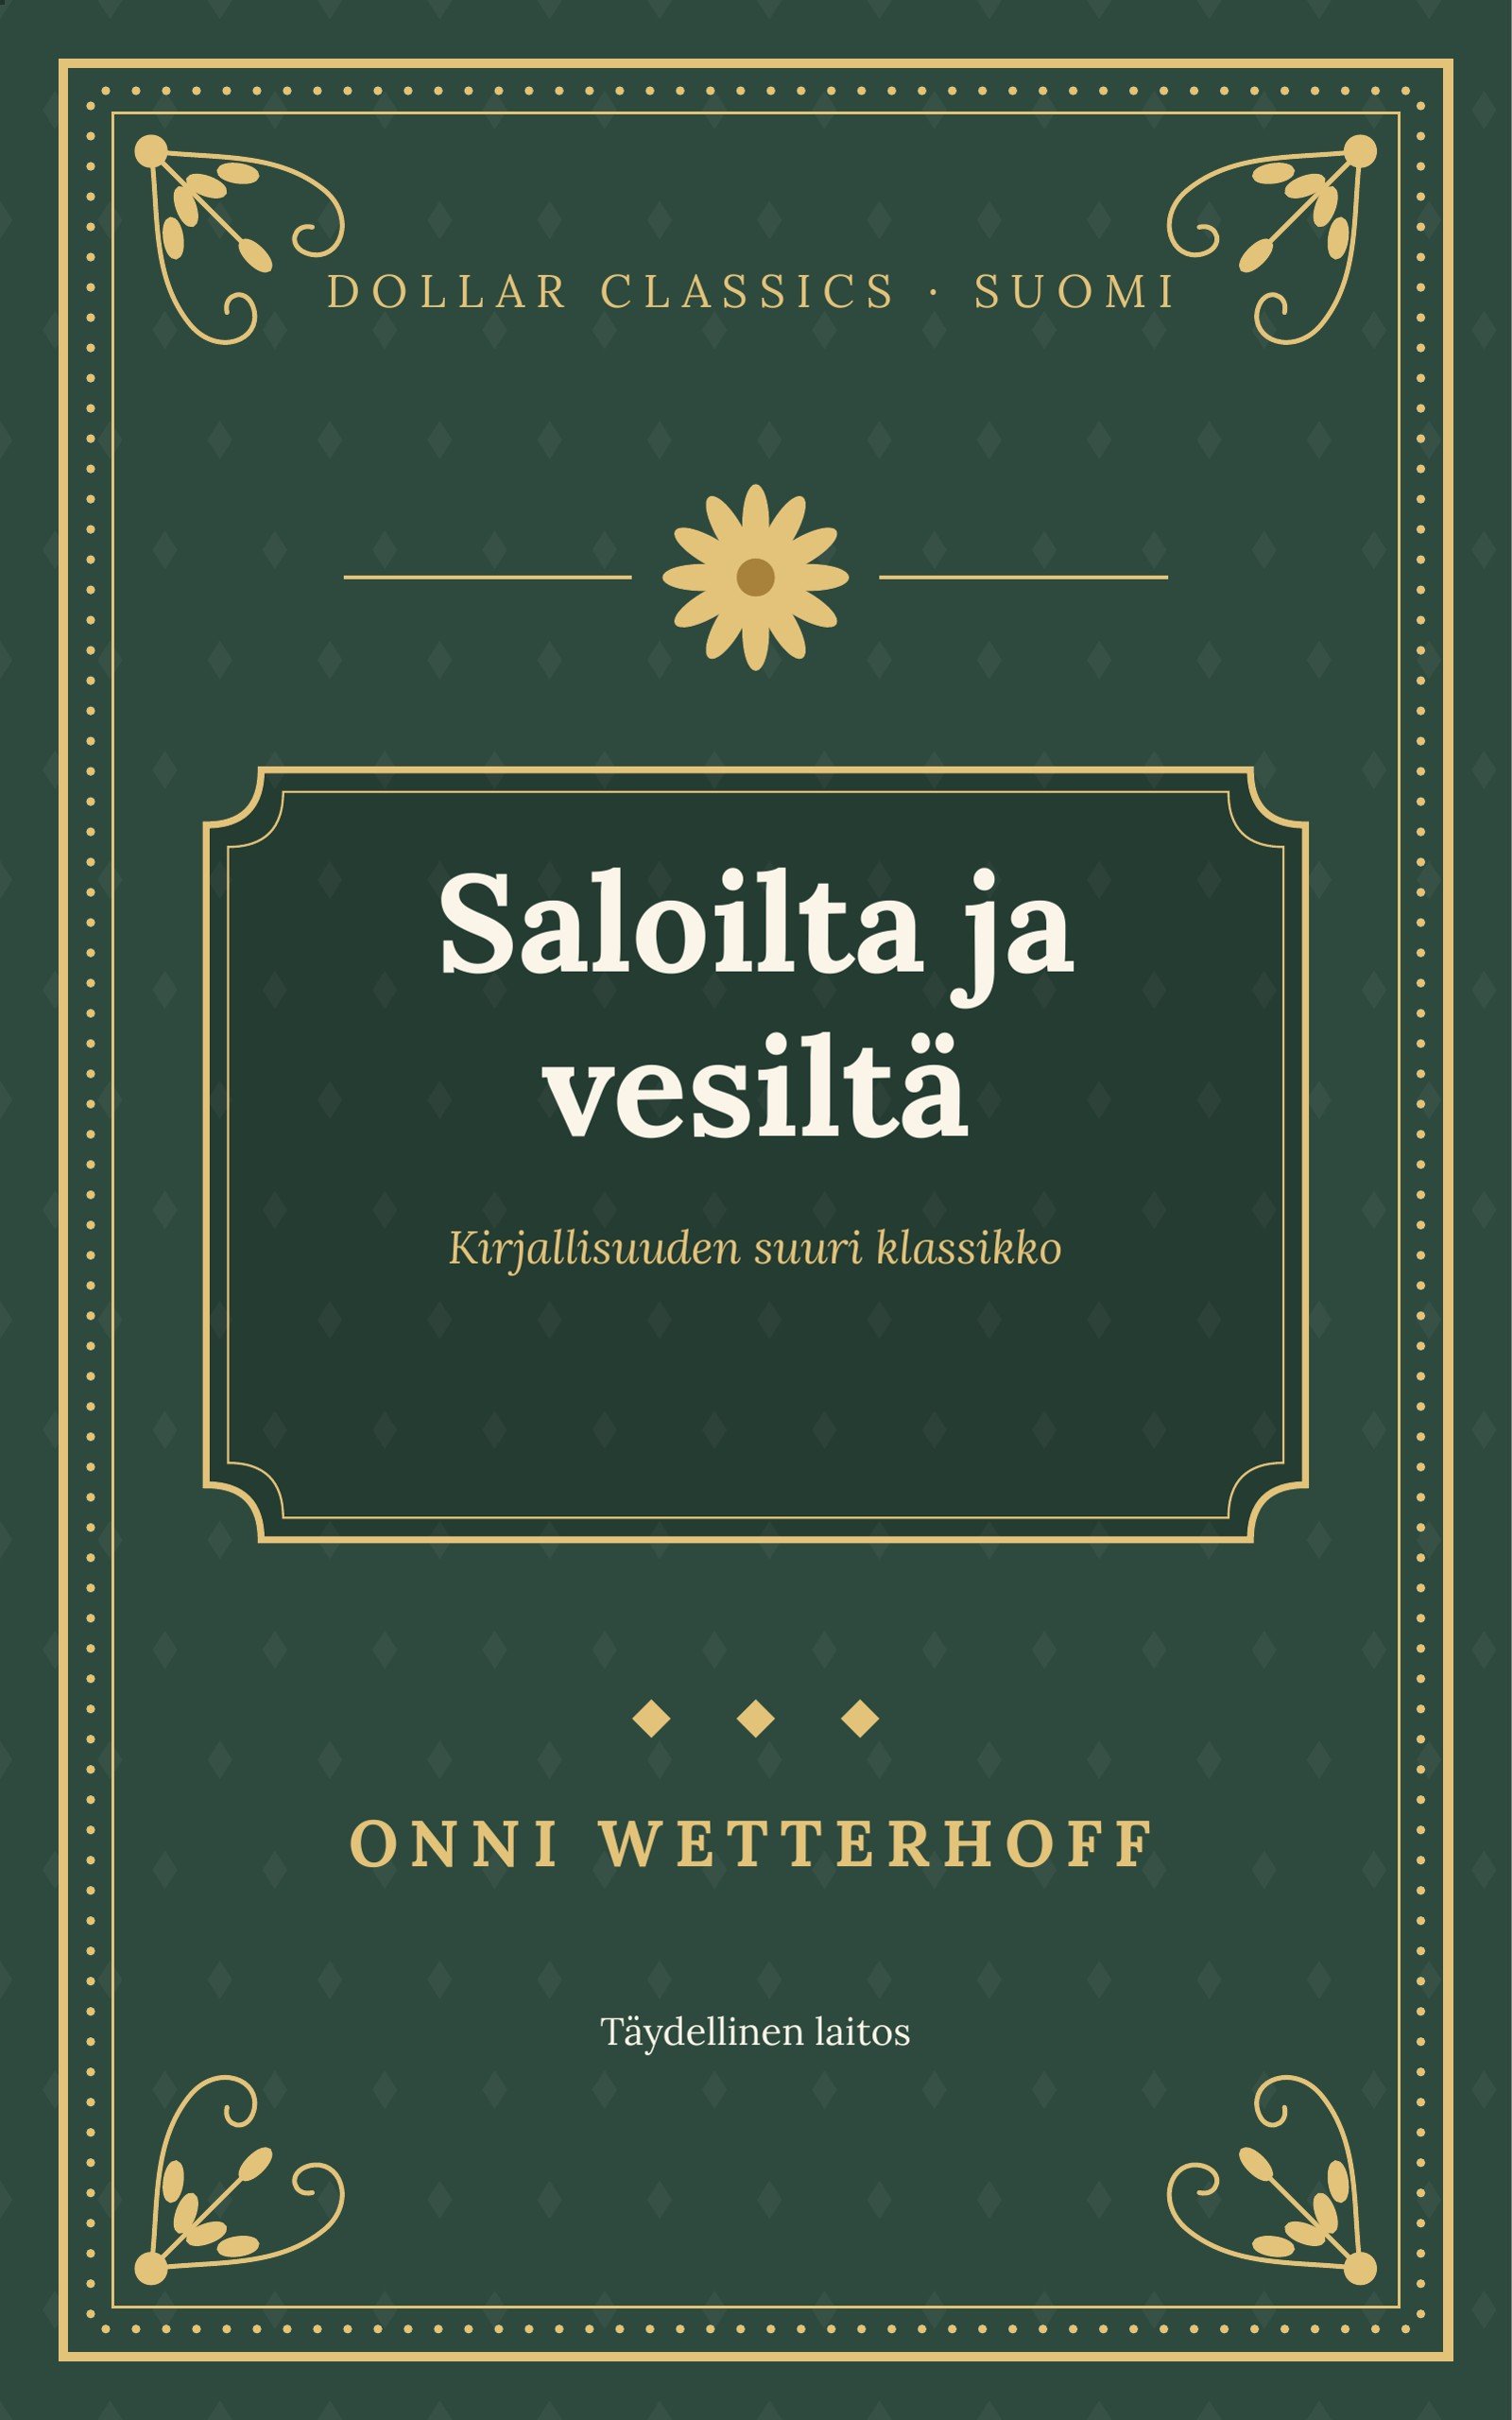 DOLLAR CLASSICS · SUOMI
Saloilta ja
vesiltä
Kirjallisuuden suuri klassikko
ONNI WETTERHOFF
Täydellinen laitos